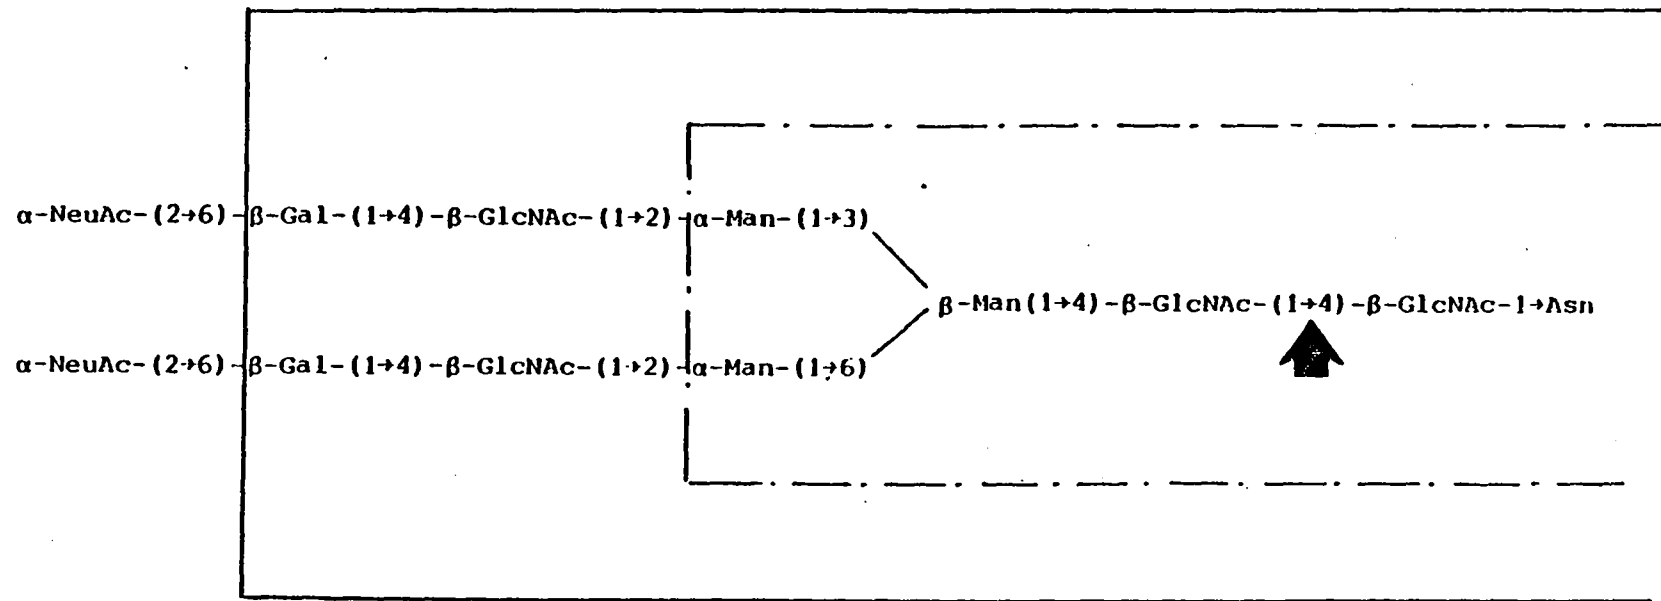 α-NeuAc-(2→6)-β-Gal-(1→4)-β-GlcNAc-(1→2)-α-Man-(1→3)
β-Man(1→4)-β-GlcNAc-(1→4)-β-GlcNAc-1→Asn
α-NeuAc-(2→6)-β-Gal-(1→4)-β-GlcNAc-(1→2)-α-Man-(1→6)